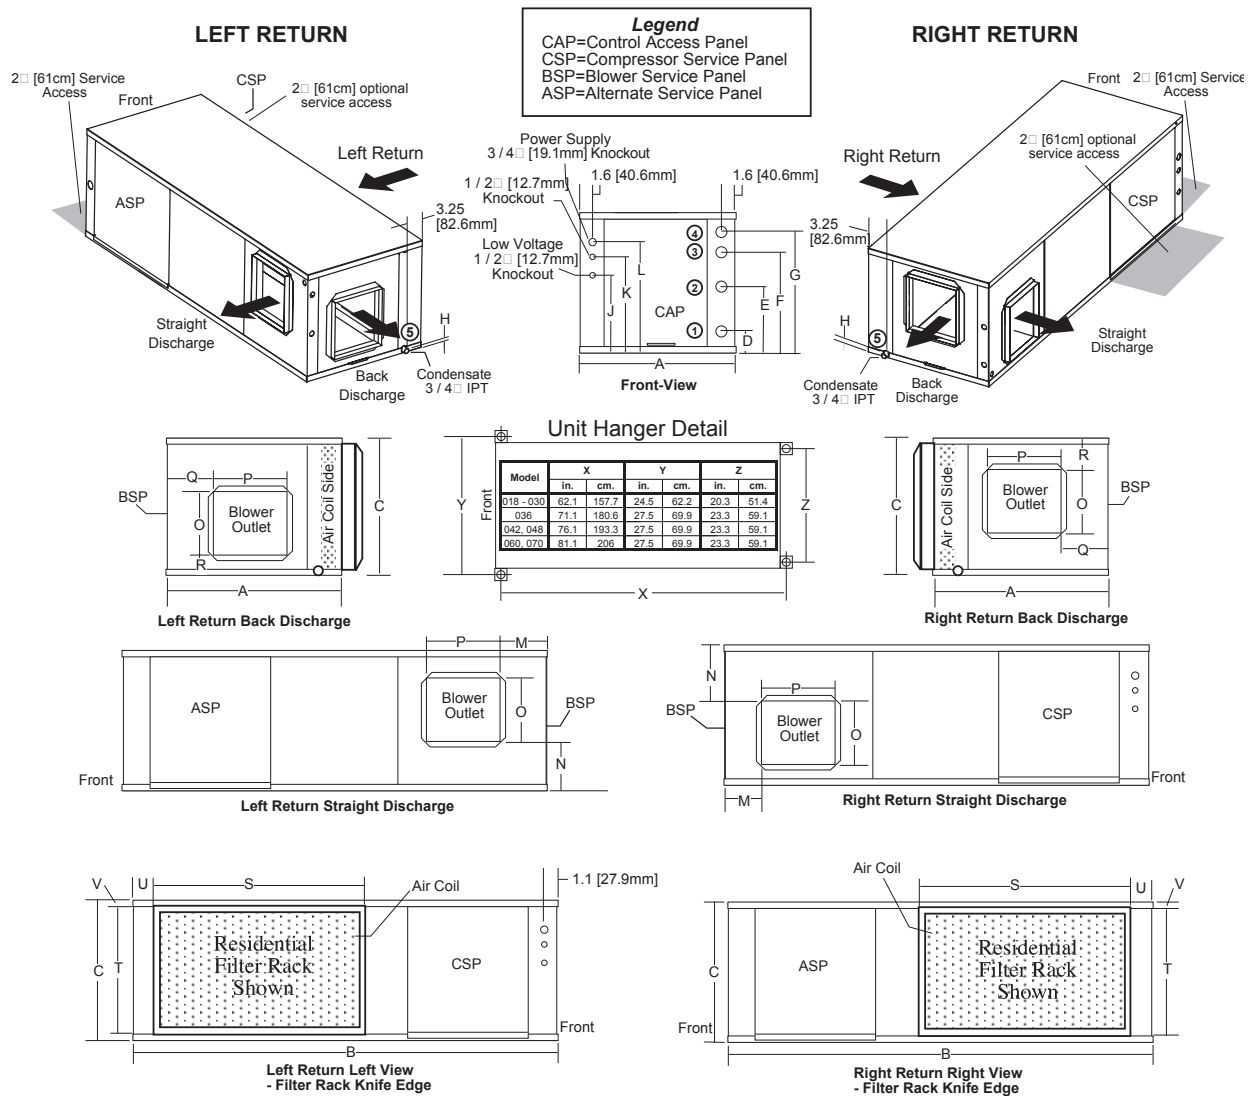 LEFT RETURN
Legend
CAP=Control Access Panel
CSP=Compressor Service Panel
BSP=Blower Service Panel
ASP=Alternate Service Panel
RIGHT RETURN
2□ [61cm] Service
Access
Front
CSP
2□ [61cm] optional
service access
Left Return
ASP
3.25
[82.6mm]
Straight
Discharge
5
H
Back
Discharge
Condensate
3 / 4□ IPT
Power Supply
3 / 4□ [19.1mm] Knockout
1 / 2□ [12.7mm]
Knockout
Low Voltage
1 / 2□ [12.7mm]
Knockout
1.6 [40.6mm]
1.6 [40.6mm]
4
3
2
1
L
K
J
CAP
G
F
E
D
A
Front-View
Front
2□ [61cm] Service
Access
2□ [61cm] optional
service access
Right Return
CSP
3.25
[82.6mm]
H
5
Straight
Discharge
Condensate
3 / 4□ IPT
Back
Discharge
BSP
Q
P
O
R
Blower
Outlet
Air Coil Side
C
A
Left Return Back Discharge
Unit Hanger Detail
Y
Front
Model X Y Z
in. cm. in. cm. in. cm.
018 - 030 62.1 157.7 24.5 62.2 20.3 51.4
036 71.1 180.6 27.5 69.9 23.3 59.1
042, 048 76.1 193.3 27.5 69.9 23.3 59.1
060, 070 81.1 206 27.5 69.9 23.3 59.1
Z
X
C
Air Coil Side
P
R
Blower
Outlet
O
Q
BSP
A
Right Return Back Discharge
ASP
P
M
Blower
Outlet
O
BSP
N
Front
Left Return Straight Discharge
N
BSP
P
Blower
Outlet
O
M
CSP
Front
Right Return Straight Discharge
V
U
S
Air Coil
1.1 [27.9mm]
C
T
Residential
Filter Rack
Shown
CSP
Front
B
Left Return Left View
- Filter Rack Knife Edge
Air Coil
S
U
V
C
ASP
Residential
Filter Rack
Shown
T
Front
B
Right Return Right View
- Filter Rack Knife Edge